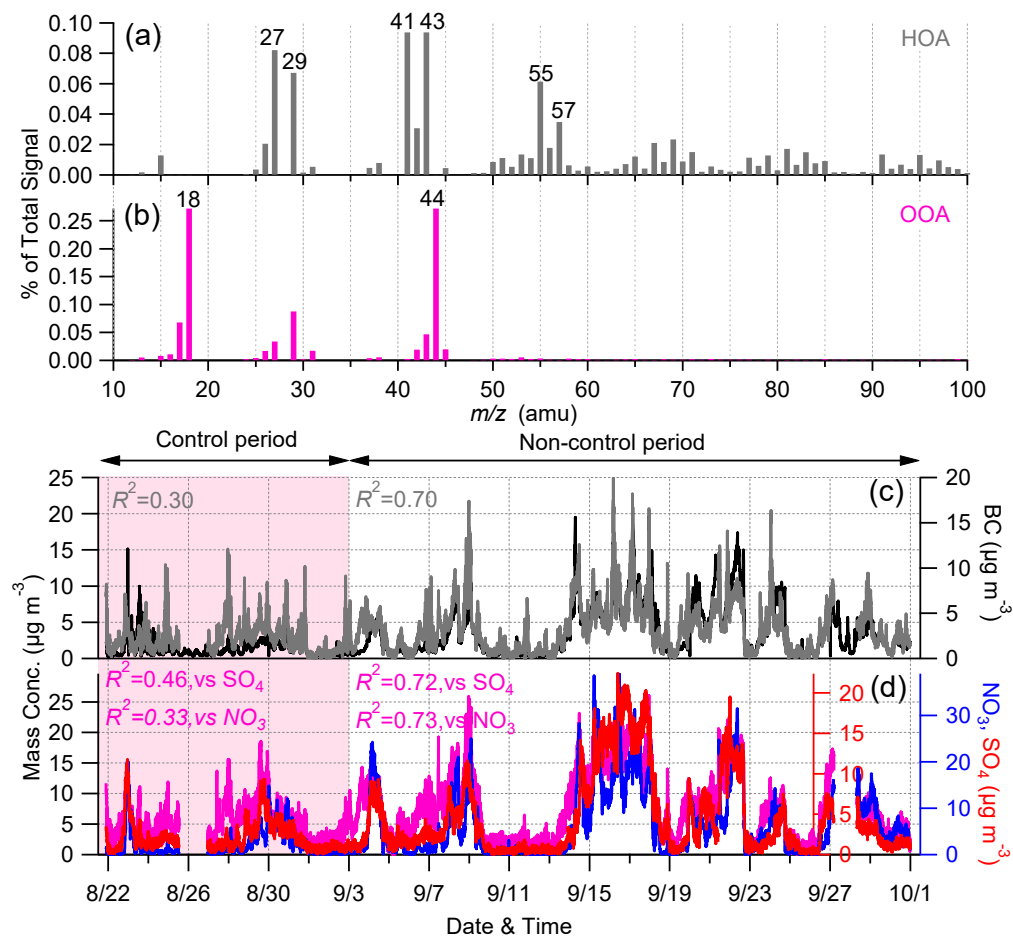 0.10
0.08
0.06
0.04
0.02
0.00
(a)
27
29
41
43
55
57
HOA
% of Total Signal
0.25
0.20
0.15
0.10
0.05
0.00
(b)
18
44
OOA
10 20 30 40 50 60 70 80 90 100
m/z (amu)
Control period
Non-control period
25
20
15
10
5
0
R²=0.30
R²=0.70
(c)
20
15
10
5
0
BC (µg m⁻³)
Mass Conc. (µg m⁻³)
25
20
15
10
5
0
R²=0.46,vs SO₄
R²=0.33,vs NO₃
R²=0.72,vs SO₄
R²=0.73,vs NO₃
(d)
20
15
10
5
0
30
20
10
0
NO₃, SO₄ (µg m⁻³)
8/22 8/26 8/30 9/3 9/7 9/11 9/15 9/19 9/23 9/27 10/1
Date & Time